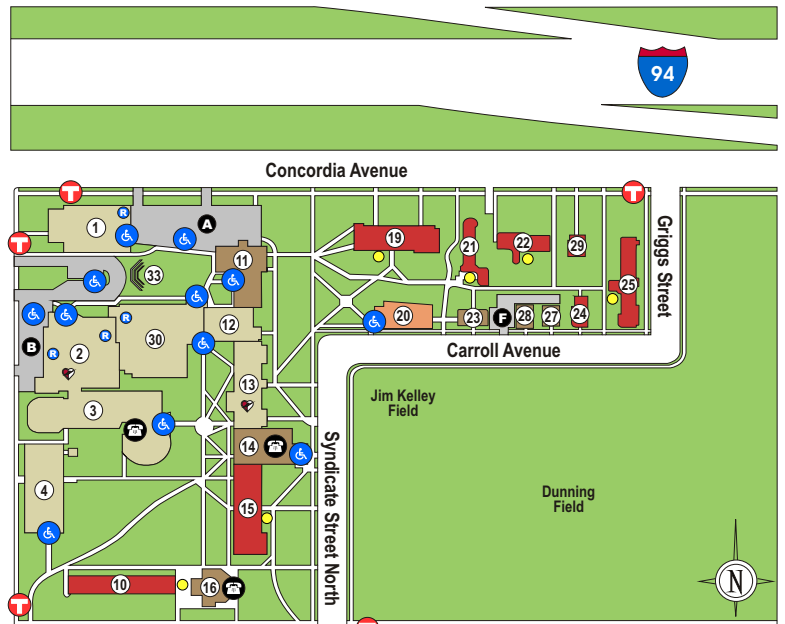 94
Concordia Avenue
T
T
T
R
1
A
19
21
22
29
Griggs Street
11
33
25
20
23
F
28
27
24
R
12
30
B
2
R
Carroll Avenue
13
Jim Kelley
Field
3
14
Syndicate Street North
4
15
Dunning
Field
10
16
N
T
T